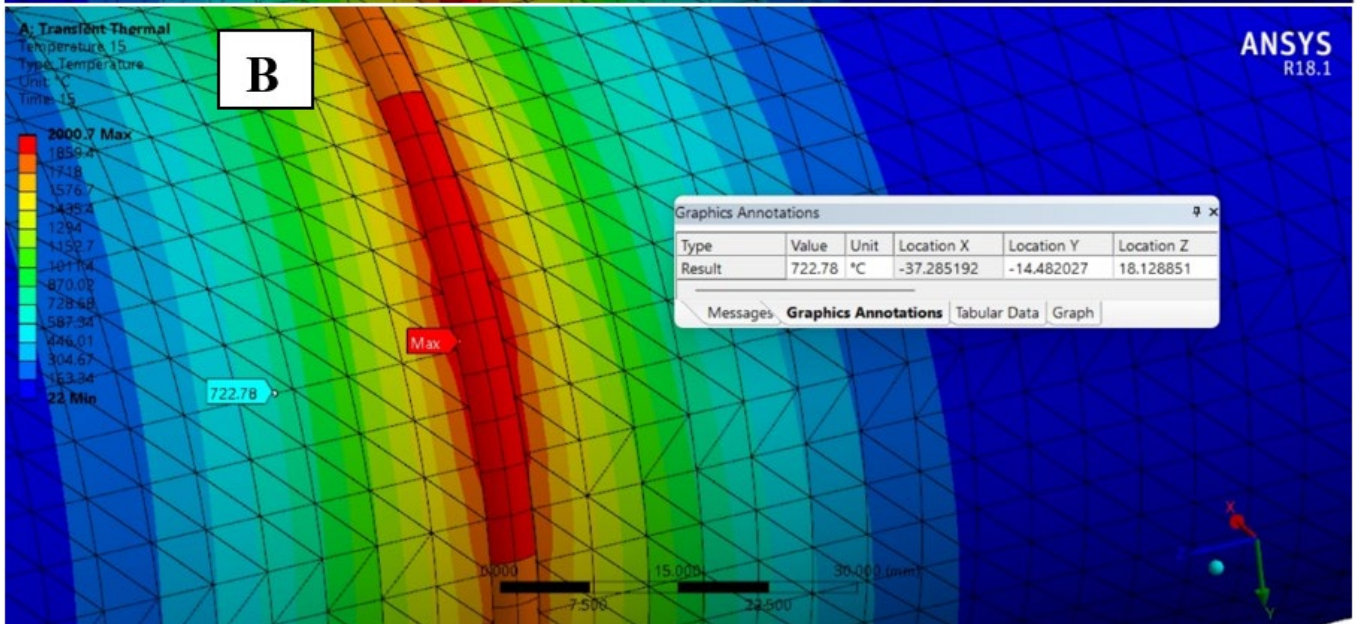 A: Transient Thermal
Temperature 15
Type: Temperature
Unit: °C
Time: 15
B
ANSYS
R18.1
2000.7 Max
1859.4
1718
1576.7
1435.4
1294
1152.7
1011.4
870.02
728.68
587.34
446.01
304.67
163.34
22 Min
Graphics Annotations
Type Value Unit Location X Location Y Location Z
Result 722.78 °C -37.285192 -14.482027 18.128851
Messages Graphics Annotations Tabular Data Graph
Max
722.78
0.000 15.000 30.000 (mm)
7.500 22.500
X
Y